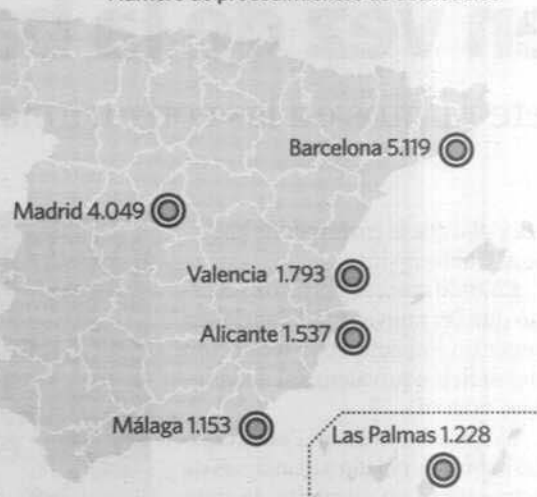 Barcelona 5.119
Madrid 4.049
Valencia 1.793
Alicante 1.537
Málaga 1.153
Las Palmas 1.228